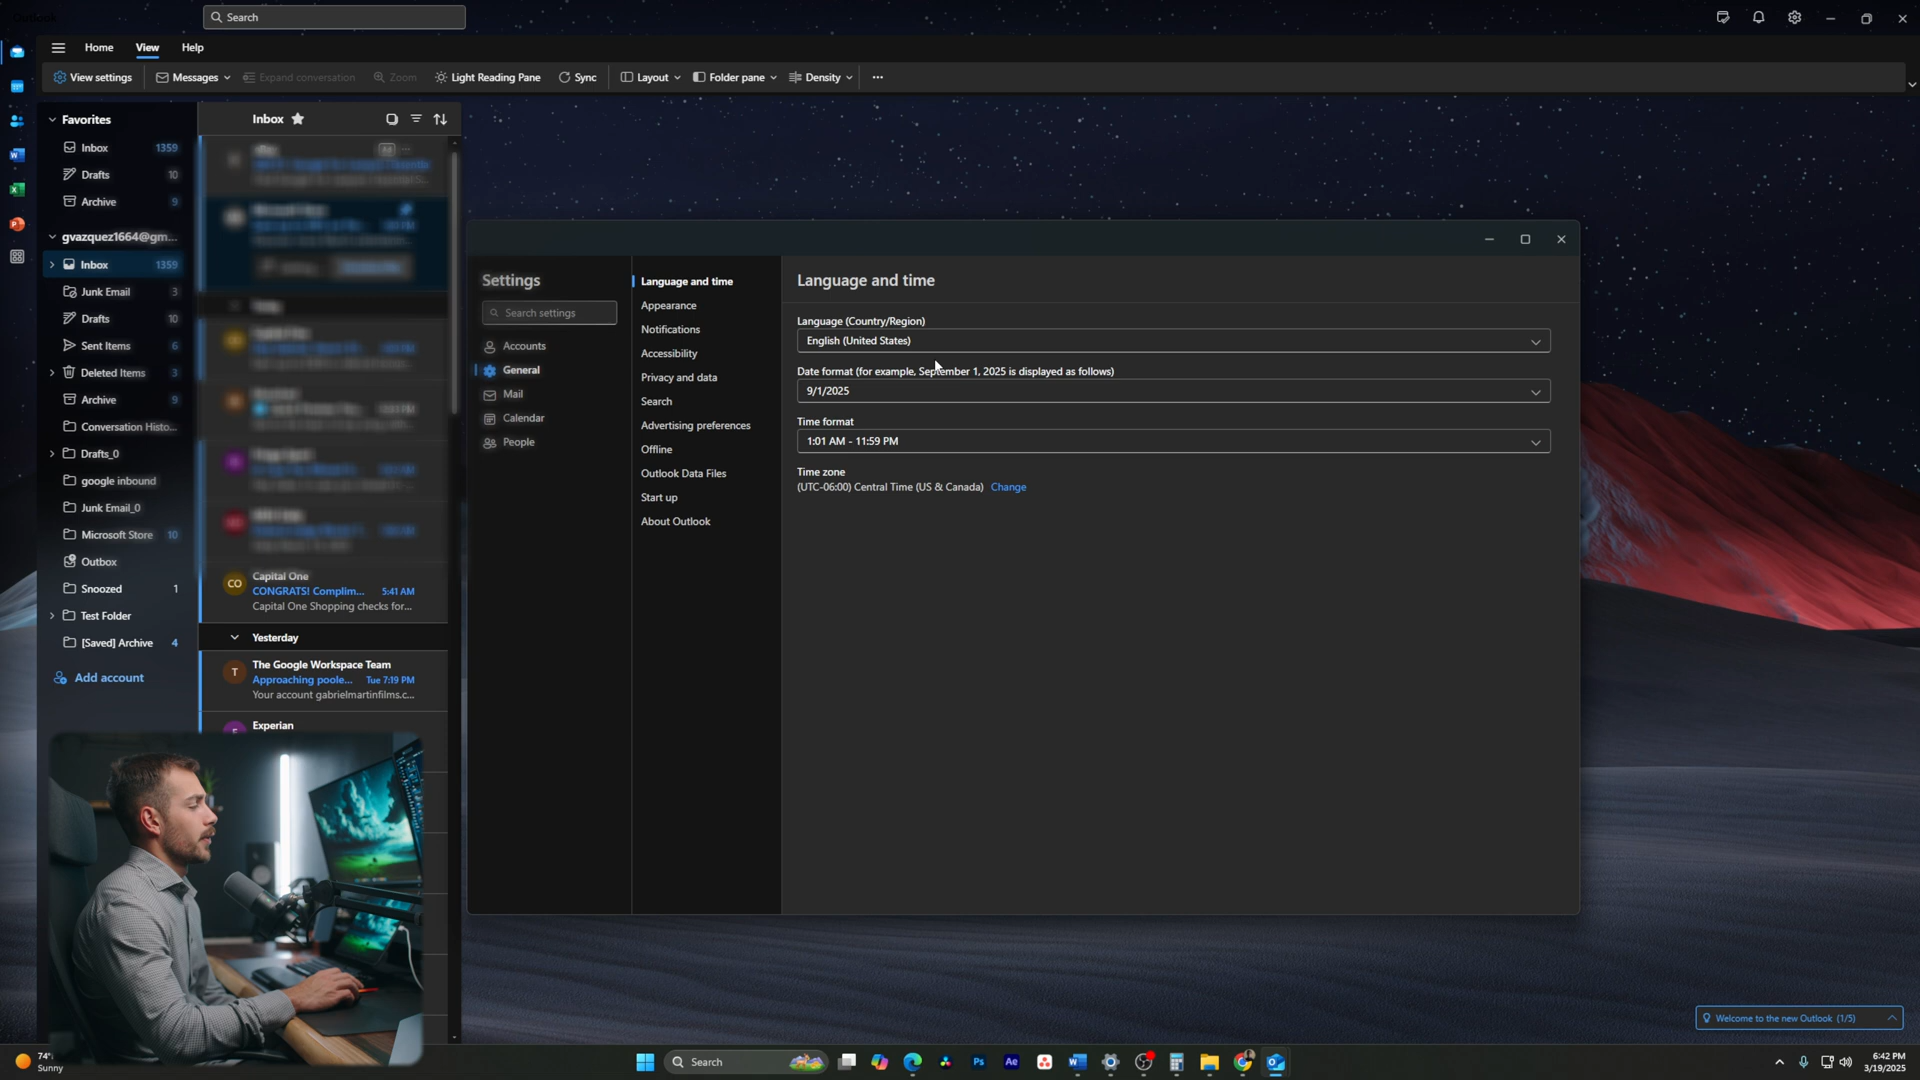 Outlook
Search
Home
View
Help
View settings
Messages
Expand conversation
Zoom
Light Reading Pane
Sync
Layout
Folder pane
Density
Favorites
Inbox 1359
Drafts 10
Archive 9
gvazquez1664@gm...
Inbox 1359
Junk Email 3
Drafts 10
Sent Items 6
Deleted Items 3
Archive 9
Conversation Histo...
Drafts_0
google inbound
Junk Email_0
Microsoft Store 10
Outbox
Snoozed 1
Test Folder
[Saved] Archive 4
Add account
Inbox
CO
Capital One
CONGRATS! Complim... 5:41 AM
Capital One Shopping checks for...
Yesterday
T
The Google Workspace Team
Approaching poole... Tue 7:19 PM
Your account gabrielmartinfilms.c...
Experian
Settings
Search settings
Accounts
General
Mail
Calendar
People
Language and time
Appearance
Notifications
Accessibility
Privacy and data
Search
Advertising preferences
Offline
Outlook Data Files
Start up
About Outlook
Language and time
Language (Country/Region)
English (United States)
Date format (for example, September 1, 2025 is displayed as follows)
9/1/2025
Time format
1:01 AM - 11:59 PM
Time zone
(UTC-06:00) Central Time (US & Canada) Change
Welcome to the new Outlook (1/5)
74°
Sunny
Search
Ps
Ae
6:42 PM
3/19/2025